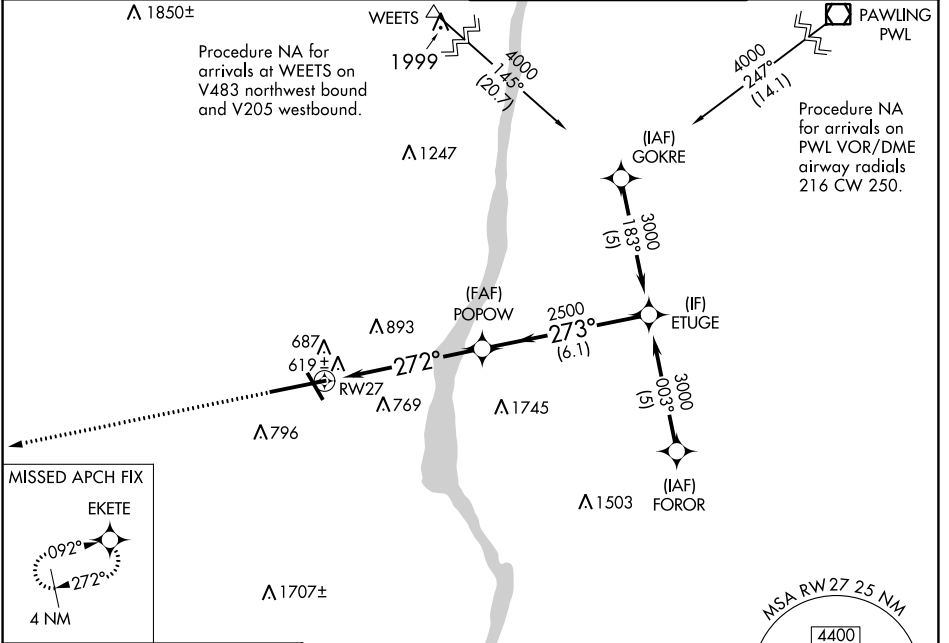 1850±
WEETS
1999
PAWLING
PWL
Procedure NA for
arrivals at WEETS on
V483 northwest bound
and V205 westbound.
4000
145°
(20.7)
4000
247°
(14.1)
Procedure NA
for arrivals on
PWL VOR/DME
airway radials
216 CW 250.
1247
(IAF)
GOKRE
3000
183°
(5)
(FAF)
POPOW
2500
273°
(6.1)
(IF)
ETUGE
893
687
619±
272°
RW27
769
1745
796
3000
003°
(5)
(IAF)
FOROR
1503
MISSED APCH FIX
EKETE
092°
272°
4 NM
1707±
MSA RW27 25 NM
4400